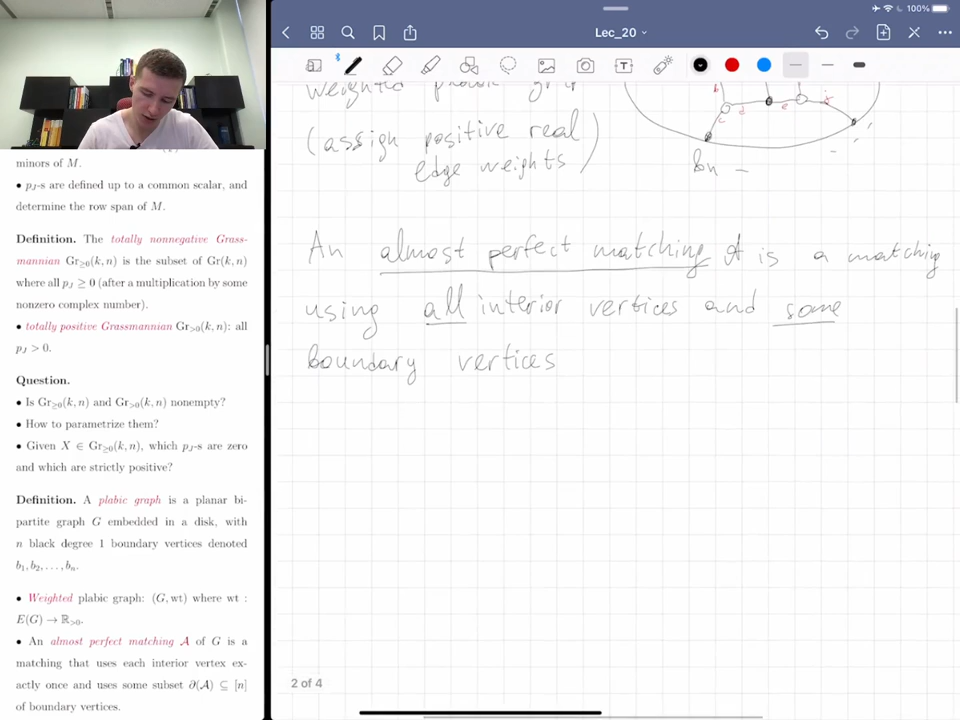 minors of M.
• p_J-s are defined up to a common scalar, and
determine the row span of M.
Definition. The totally nonnegative Grass-
mannian Gr≥0(k, n) is the subset of Gr(k, n)
where all p_J ≥ 0 (after a multiplication by some
nonzero complex number).
• totally positive Grassmannian Gr>0(k, n): all
p_J > 0.
Question.
• Is Gr≥0(k, n) and Gr>0(k, n) nonempty?
• How to parametrize them?
• Given X ∈ Gr≥0(k, n), which p_J-s are zero
and which are strictly positive?
Definition. A plabic graph is a planar bi-
partite graph G embedded in a disk, with
n black degree 1 boundary vertices denoted
b1, b2, . . . , bn.
• Weighted plabic graph: (G, wt) where wt :
E(G) → ℝ>0.
• An almost perfect matching 𝒜 of G is a
matching that uses each interior vertex ex-
actly once and uses some subset ∂(𝒜) ⊆ [n]
of boundary vertices.
100%
Lec_20
Weighted
(assign positive real
edge weights)
bn
c d e
An almost perfect matching 𝒜 is a matching
using all interior vertices and some
boundary vertices
2 of 4